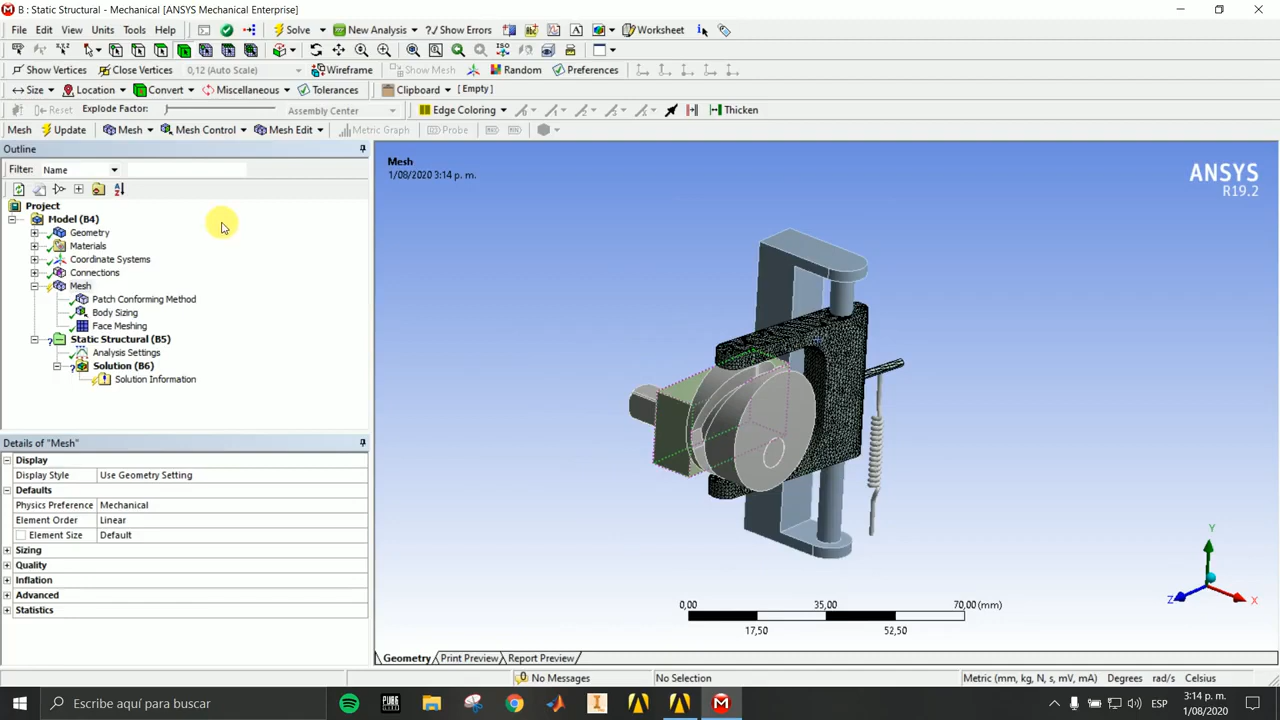 B : Static Structural - Mechanical [ANSYS Mechanical Enterprise]
File Edit View Units Tools Help Solve New Analysis Show Errors Worksheet
Show Vertices Close Vertices 0,12 (Auto Scale) Wireframe Show Mesh Random Preferences
Size Location Convert Miscellaneous Tolerances Clipboard [Empty]
Reset Explode Factor: Assembly Center Edge Coloring Thicken
Mesh Update Mesh Mesh Control Mesh Edit Metric Graph Probe
Outline
Filter: Name
Project
Model (B4)
Geometry
Materials
Coordinate Systems
Connections
Mesh
Patch Conforming Method
Body Sizing
Face Meshing
Static Structural (B5)
Analysis Settings
Solution (B6)
Solution Information
Details of "Mesh"
Display
Display Style Use Geometry Setting
Defaults
Physics Preference Mechanical
Element Order Linear
Element Size Default
Sizing
Quality
Inflation
Advanced
Statistics
Mesh
1/08/2020 3:14 p. m.
ANSYS
R19.2
Y
Z X
0,00 35,00 70,00 (mm)
17,50 52,50
Geometry Print Preview Report Preview
No Messages No Selection Metric (mm, kg, N, s, mV, mA) Degrees rad/s Celsius
Escribe aquí para buscar
ESP
3:14 p. m.
1/08/2020